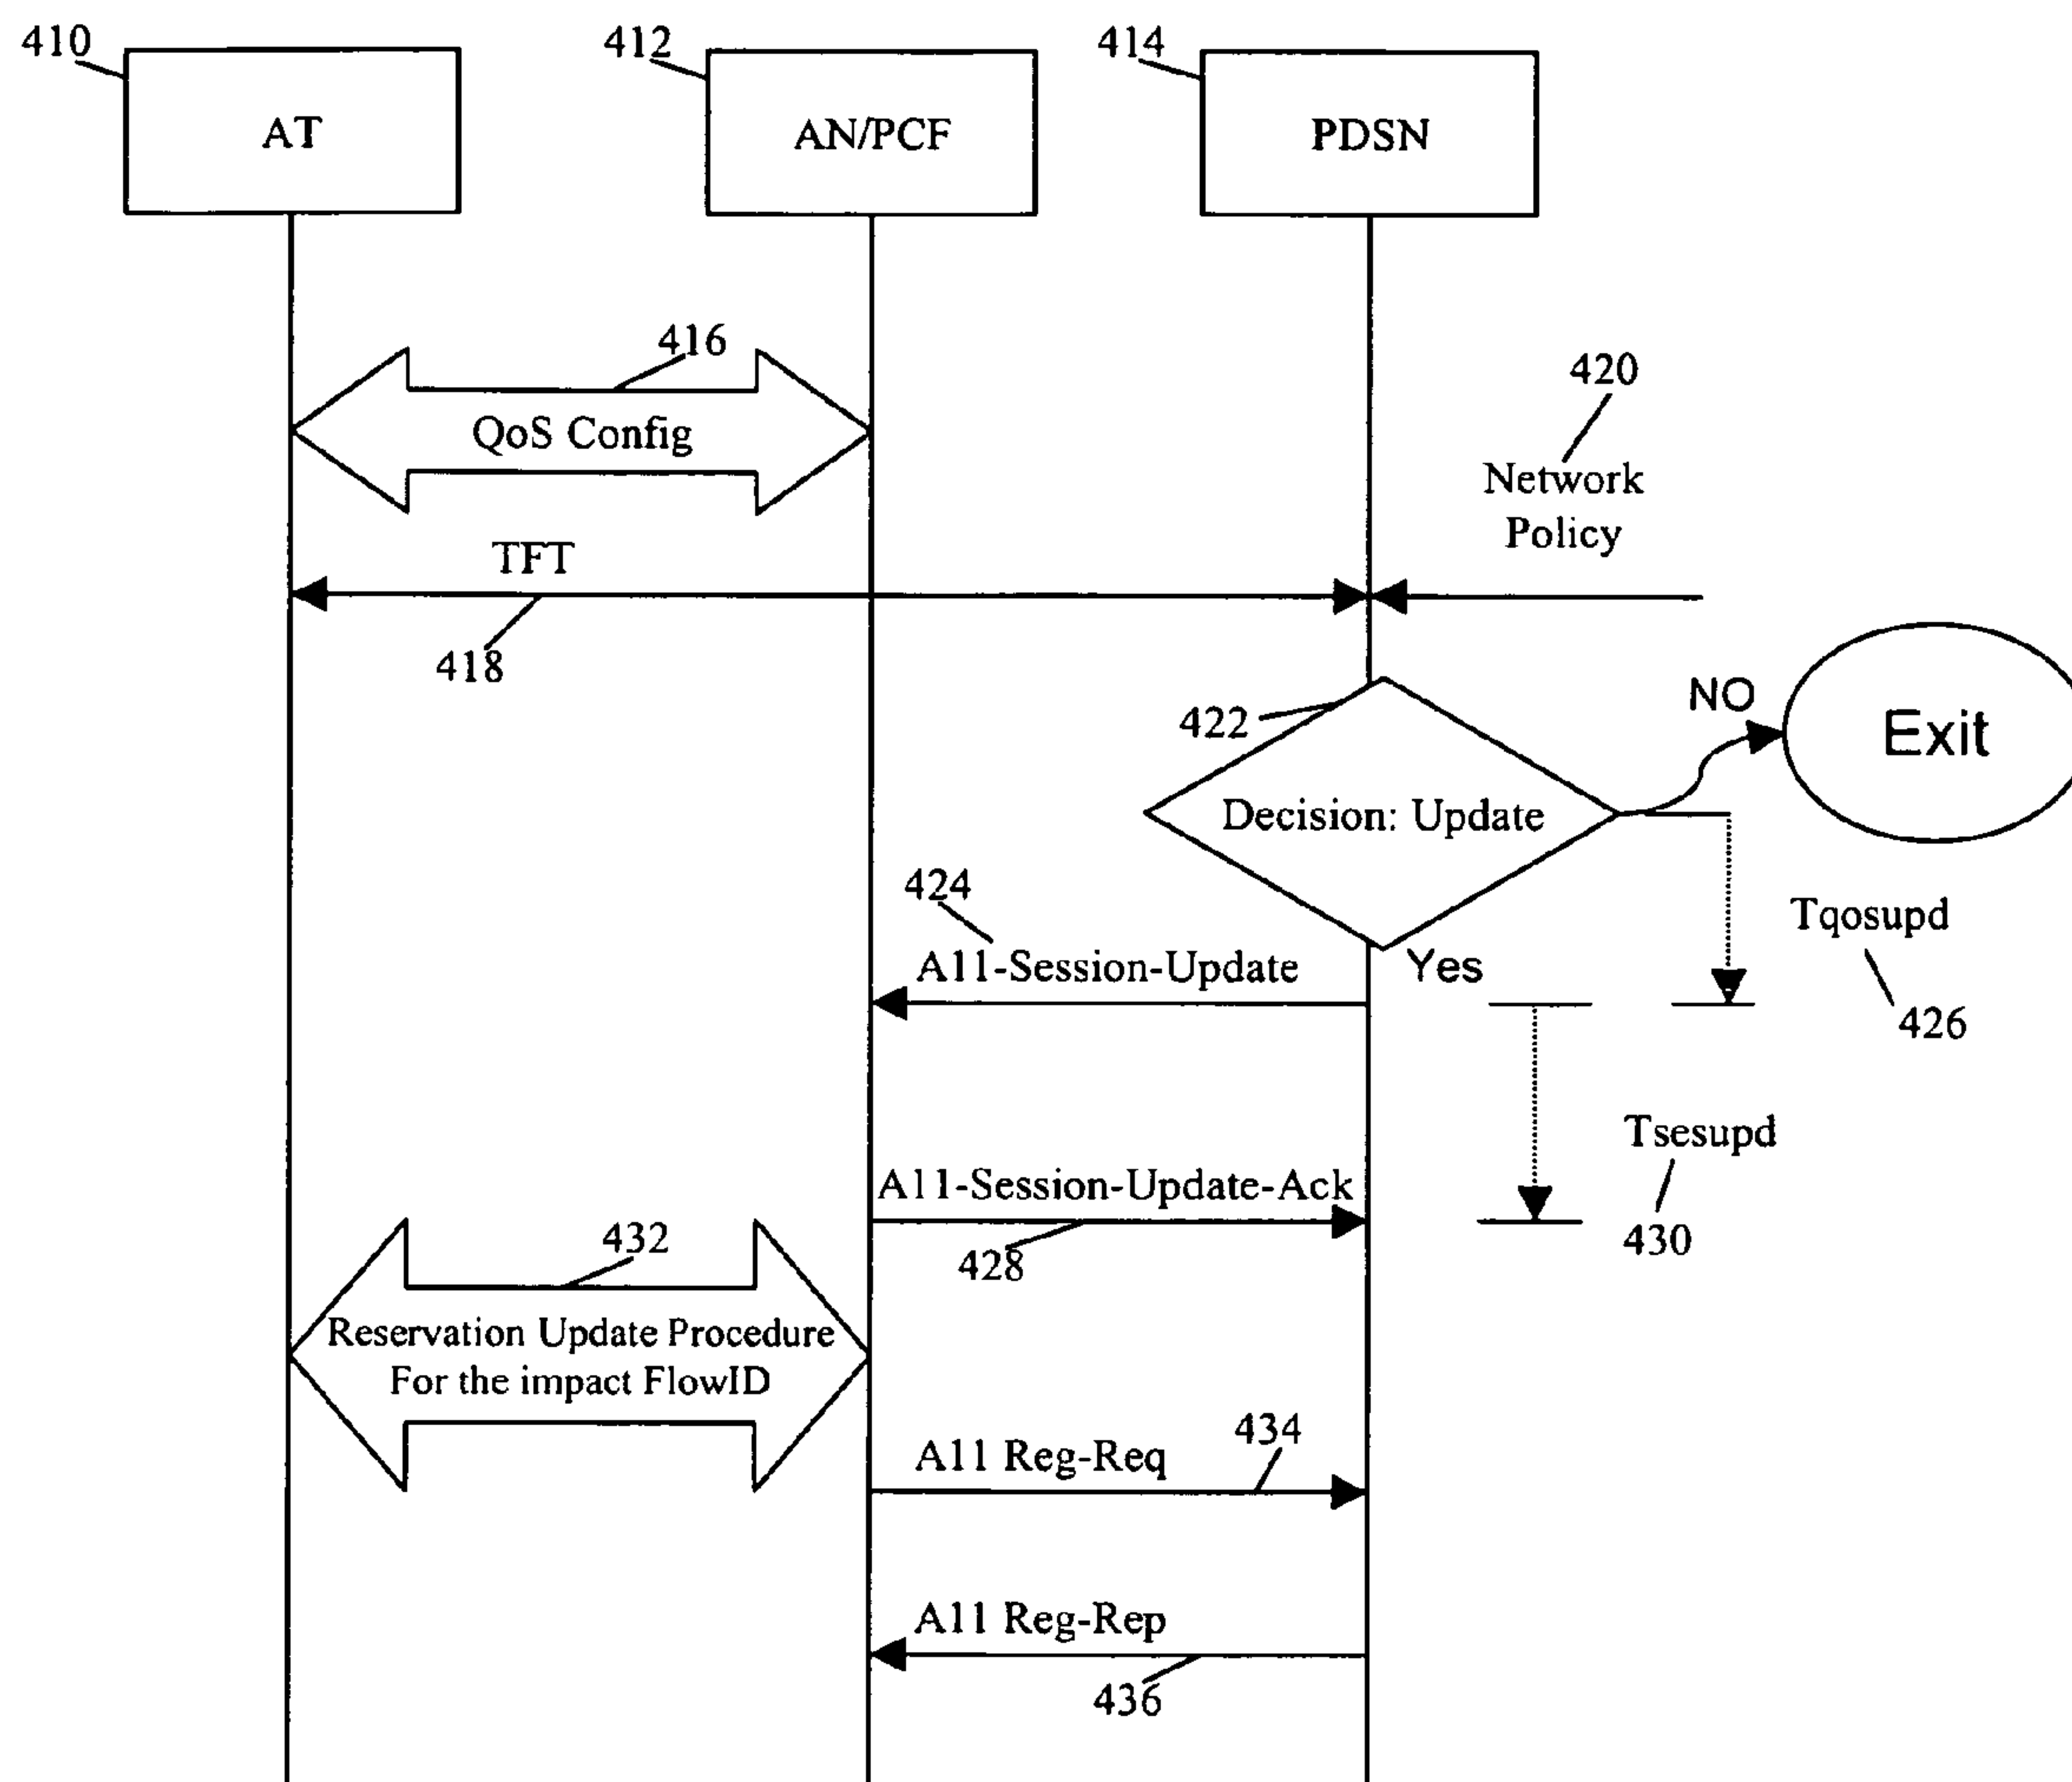 410
AT
412
AN/PCF
414
PDSN
416
QoS Config
420
Network
Policy
TFT
418
422
Decision: Update
NO
Exit
424
A11-Session-Update
Yes
Tqosupd
426
A11-Session-Update-Ack
428
Tsesupd
430
432
Reservation Update Procedure
For the impact FlowID
A11 Reg-Req
434
A11 Reg-Rep
436